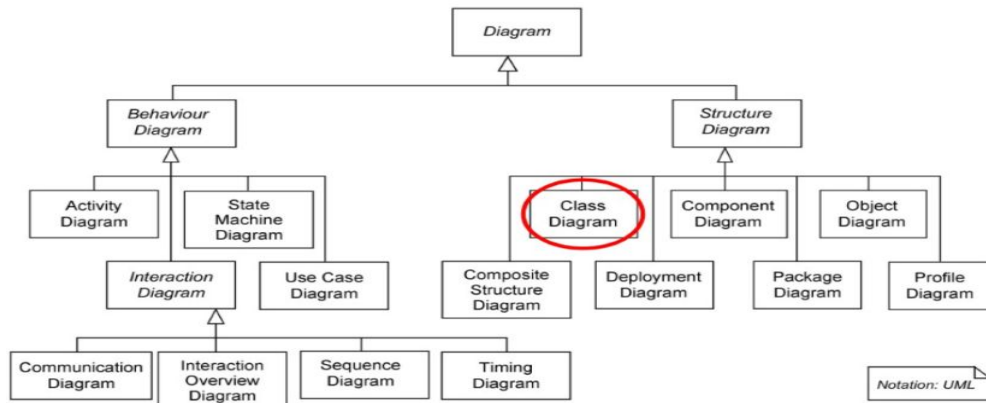 Diagram
Behaviour
Diagram
Structure
Diagram
Activity
Diagram
State
Machine
Diagram
Class
Diagram
Component
Diagram
Object
Diagram
Interaction
Diagram
Use Case
Diagram
Composite
Structure
Diagram
Deployment
Diagram
Package
Diagram
Profile
Diagram
Communication
Diagram
Interaction
Overview
Diagram
Sequence
Diagram
Timing
Diagram
Notation: UML